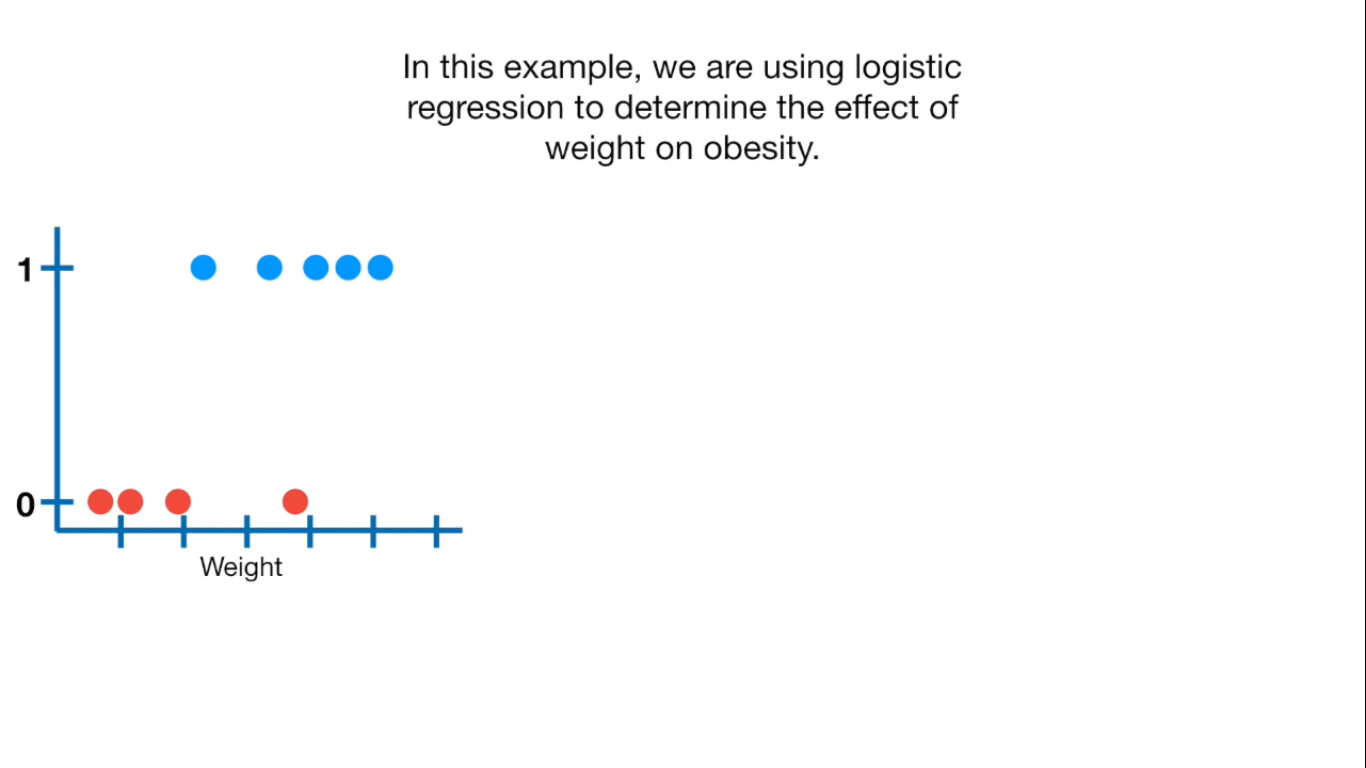 In this example, we are using logistic
regression to determine the effect of
weight on obesity.
1
0
Weight